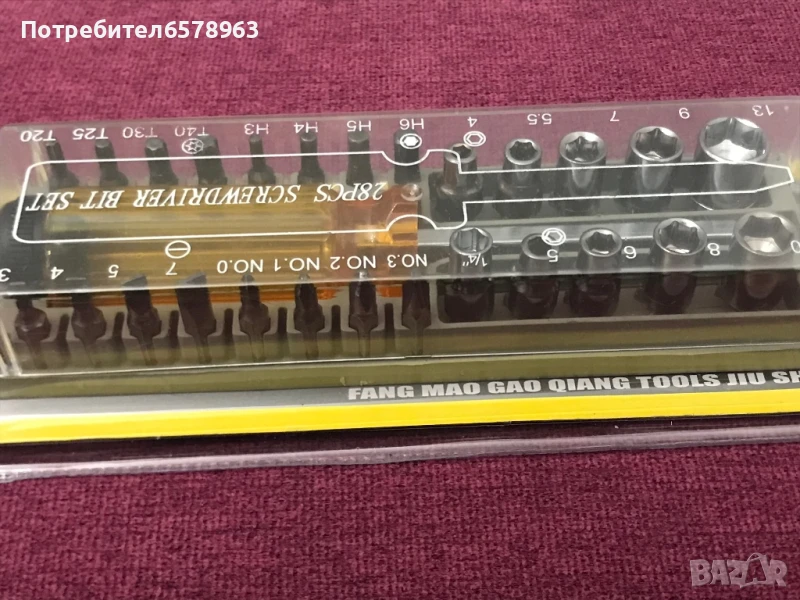 Потребител6578963
T20 T25 T30 T40 H3 H4 H5 H6 4 5.5 7 9 13
28PCS SCREWDRIVER BIT SET
3 4 5 7 NO.0 NO.1 NO.2 NO.3 1/4" 5 6 8
FANG MAO GAO QIANG TOOLS JIU SH
BAZAR